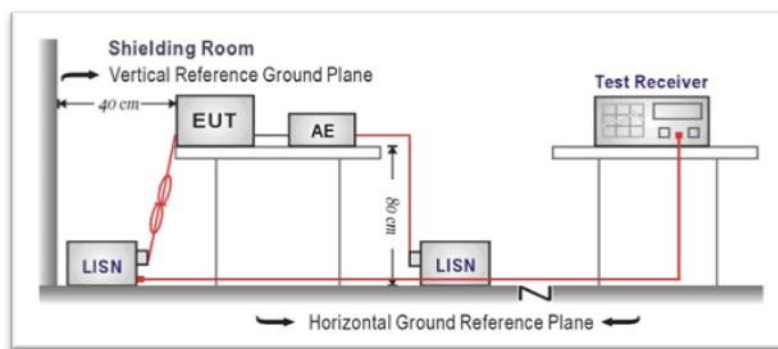 Shielding Room
Vertical Reference Ground Plane
40 cm
EUT
AE
Test Receiver
80 cm
LISN
LISN
Horizontal Ground Reference Plane